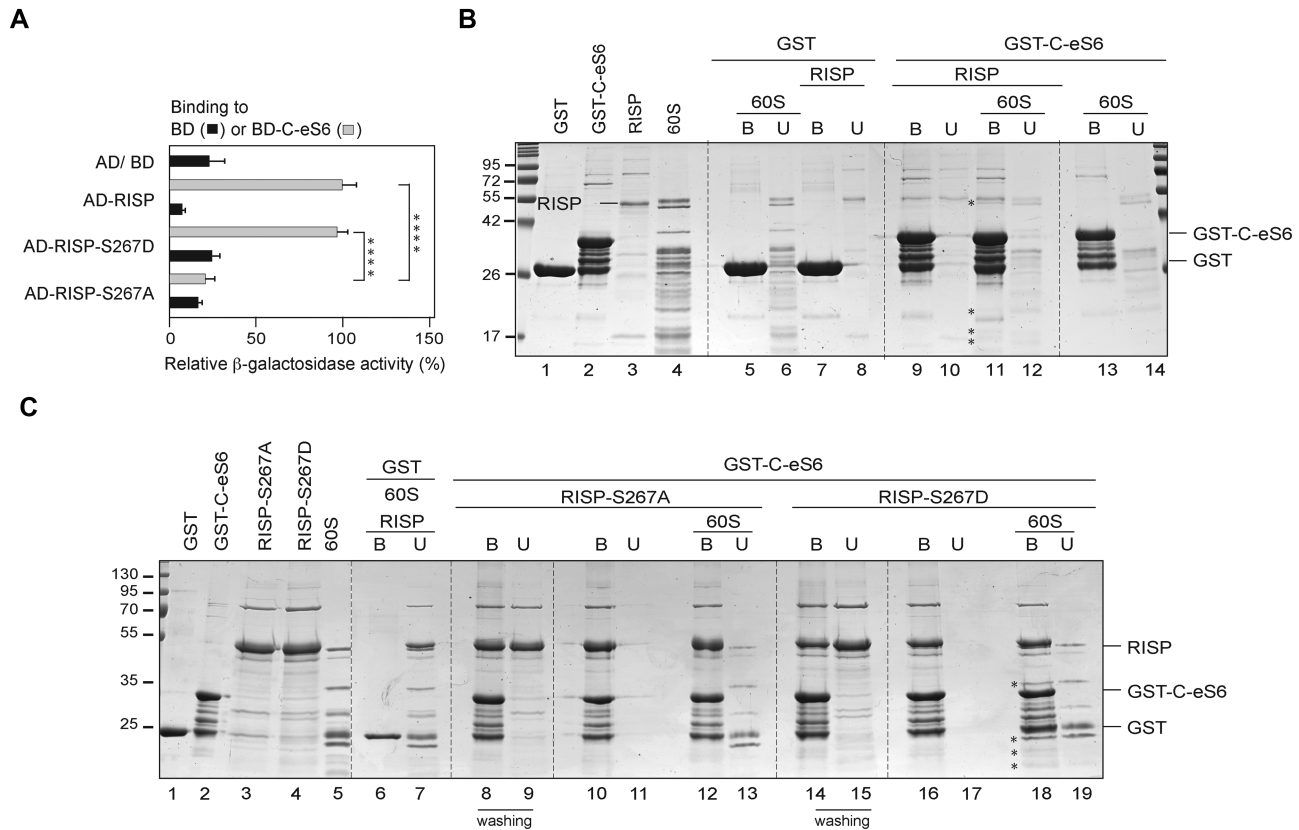 A
Binding to
BD (■) or BD-C-eS6 (■)
AD/ BD
AD-RISP
AD-RISP-S267D
AD-RISP-S267A
****
****
0 50 100 150
Relative β-galactosidase activity (%)
B
GST GST-C-eS6
RISP RISP
GST GST-C-eS6 RISP 60S 60S 60S 60S
B U B U B U B U B U
95
72
55
42
26
17
RISP
*
*
*
*
GST-C-eS6
GST
1 2 3 4 5 6 7 8 9 10 11 12 13 14
C
GST GST-C-eS6 RISP-S267A RISP-S267D 60S
GST GST-C-eS6
60S RISP-S267A RISP-S267D
RISP 60S 60S
B U B U B U B U B U B U B U
130
95
70
55
35
25
*
*
*
*
RISP
GST-C-eS6
GST
1 2 3 4 5 6 7 8 9 10 11 12 13 14 15 16 17 18 19
washing washing